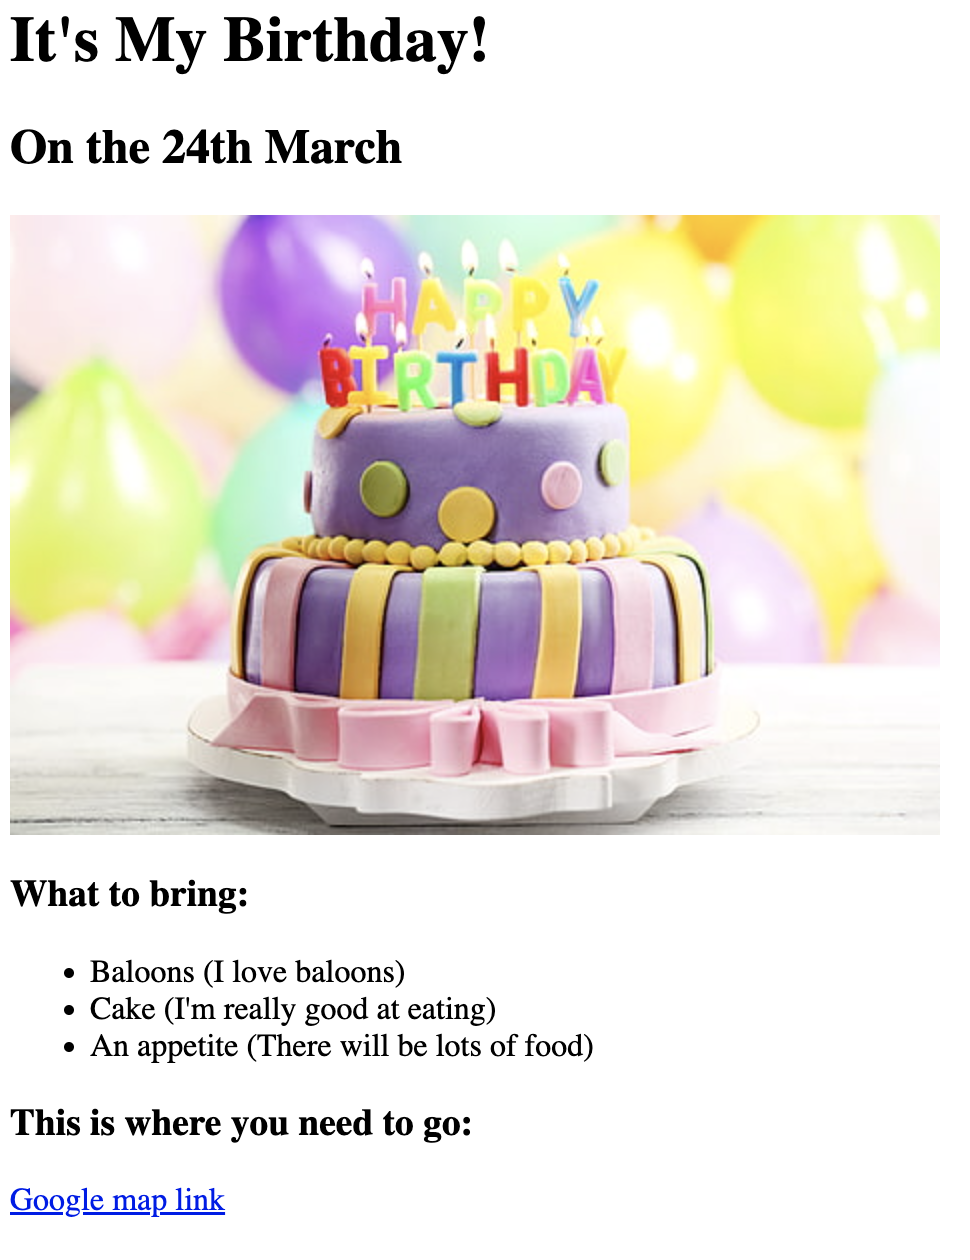 It's My Birthday!
On the 24th March
HAPPY
BIRTHDAY
What to bring:
Baloons (I love baloons)
Cake (I'm really good at eating)
An appetite (There will be lots of food)
This is where you need to go:
Google map link